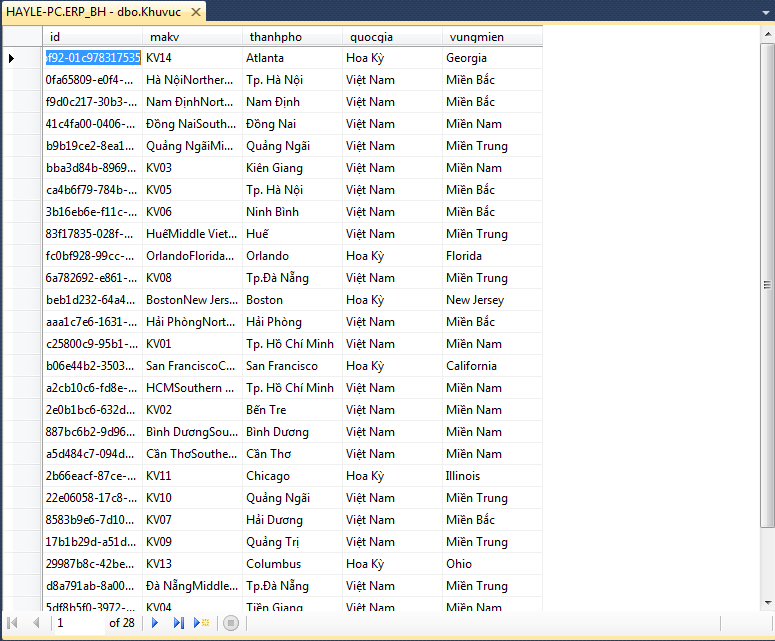 HAYLE-PC.ERP_BH - dbo.Khuvuc
id makv thanhpho quocgia vungmien
f92-01c978317535 KV14 Atlanta Hoa Kỳ Georgia
0fa65809-e0f4-... Hà NộiNorther... Tp. Hà Nội Việt Nam Miền Bắc
f9d0c217-30b3-... Nam ĐịnhNort... Nam Định Việt Nam Miền Bắc
41c4fa00-0406-... Đồng NaiSouth... Đồng Nai Việt Nam Miền Nam
b9b19ce2-8ea1... Quảng NgãiMi... Quảng Ngãi Việt Nam Miền Trung
bba3d84b-8969... KV03 Kiên Giang Việt Nam Miền Nam
ca4b6f79-784b-... KV05 Tp. Hà Nội Việt Nam Miền Bắc
3b16eb6e-f11c-... KV06 Ninh Bình Việt Nam Miền Bắc
83f17835-028f-... HuếMiddle Viet... Huế Việt Nam Miền Trung
fc0bf928-99cc-... OrlandoFlorida... Orlando Hoa Kỳ Florida
6a782692-e861-... KV08 Tp.Đà Nẵng Việt Nam Miền Trung
beb1d232-64a4... BostonNew Jers... Boston Hoa Kỳ New Jersey
aaa1c7e6-1631-... Hải PhòngNort... Hải Phòng Việt Nam Miền Bắc
c25800c9-95b1-... KV01 Tp. Hồ Chí Minh Việt Nam Miền Nam
b06e44b2-3503... San FranciscoC... San Francisco Hoa Kỳ California
a2cb10c6-fd8e-... HCMSouthern ... Tp. Hồ Chí Minh Việt Nam Miền Nam
2e0b1bc6-632d... KV02 Bến Tre Việt Nam Miền Nam
887bc6b2-9d96... Bình DươngSou... Bình Dương Việt Nam Miền Nam
a5d484c7-094d... Cần ThơSouthe... Cần Thơ Việt Nam Miền Nam
2b66eacf-87ce-... KV11 Chicago Hoa Kỳ Illinois
22e06058-17c8-... KV10 Quảng Ngãi Việt Nam Miền Trung
8583b9e6-7d10... KV07 Hải Dương Việt Nam Miền Bắc
17b1b29d-a51d... KV09 Quảng Trị Việt Nam Miền Trung
29987b8c-42be... KV13 Columbus Hoa Kỳ Ohio
d8a791ab-8a00... Đà NẵngMiddle... Tp.Đà Nẵng Việt Nam Miền Trung
5df8b5f0-3972-... KV04 Tiền Giang Việt Nam Miền Nam
1 of 28